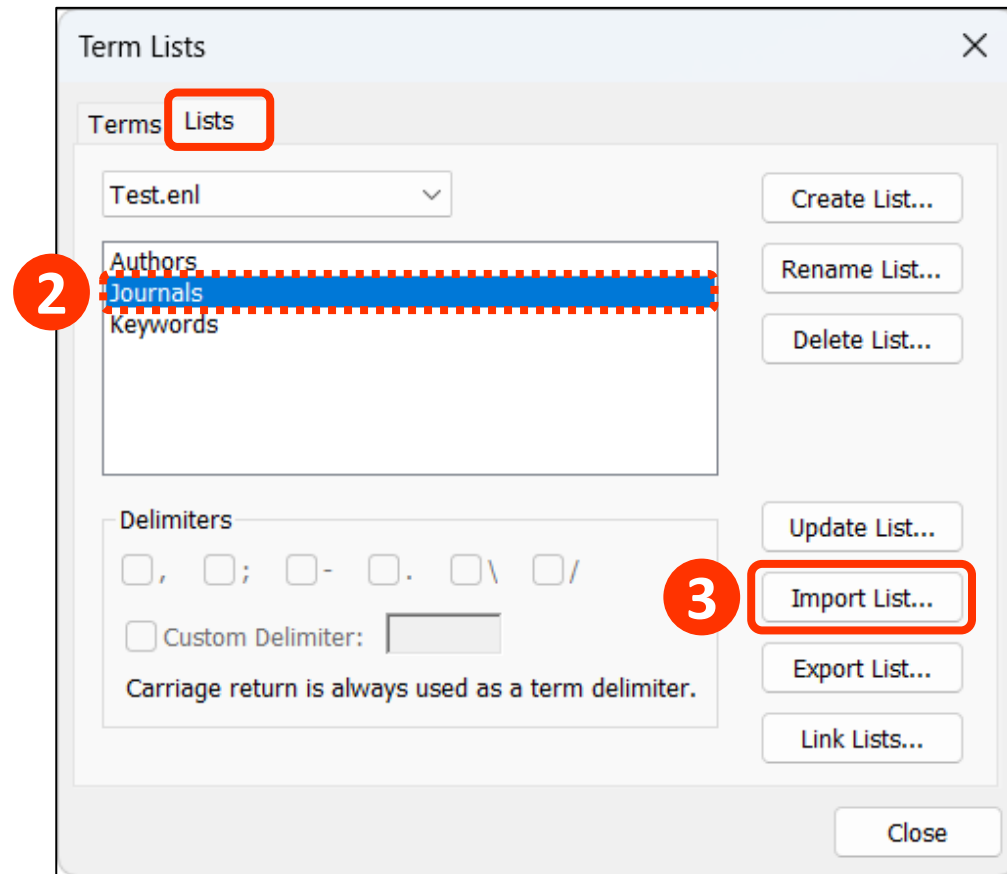 Term Lists
Terms Lists
Test.enl
Create List...
Authors
Rename List...
2
Journals
Keywords
Delete List...
Delimiters
Update List...
, ; - . \ /
3
Import List...
Custom Delimiter:
Export List...
Carriage return is always used as a term delimiter.
Link Lists...
Close